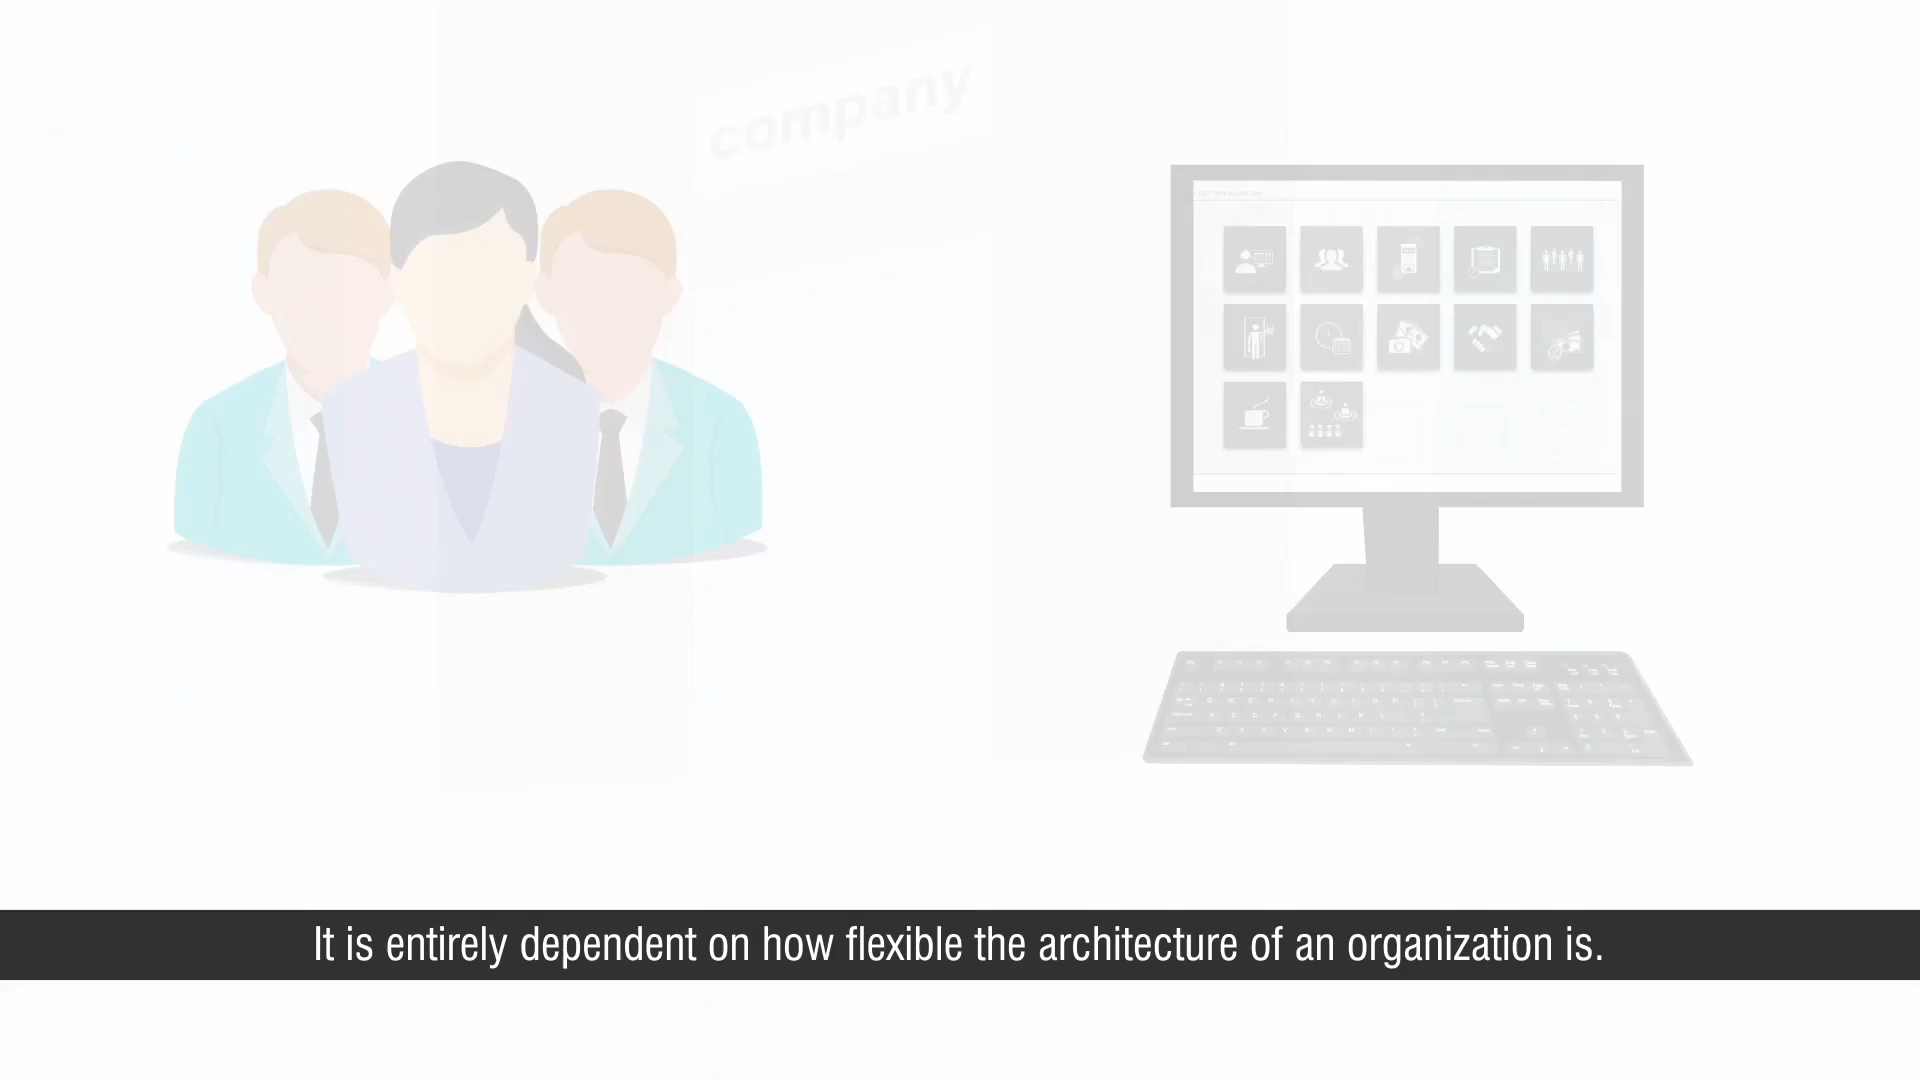 company
It is entirely dependent on how flexible the architecture of an organization is.